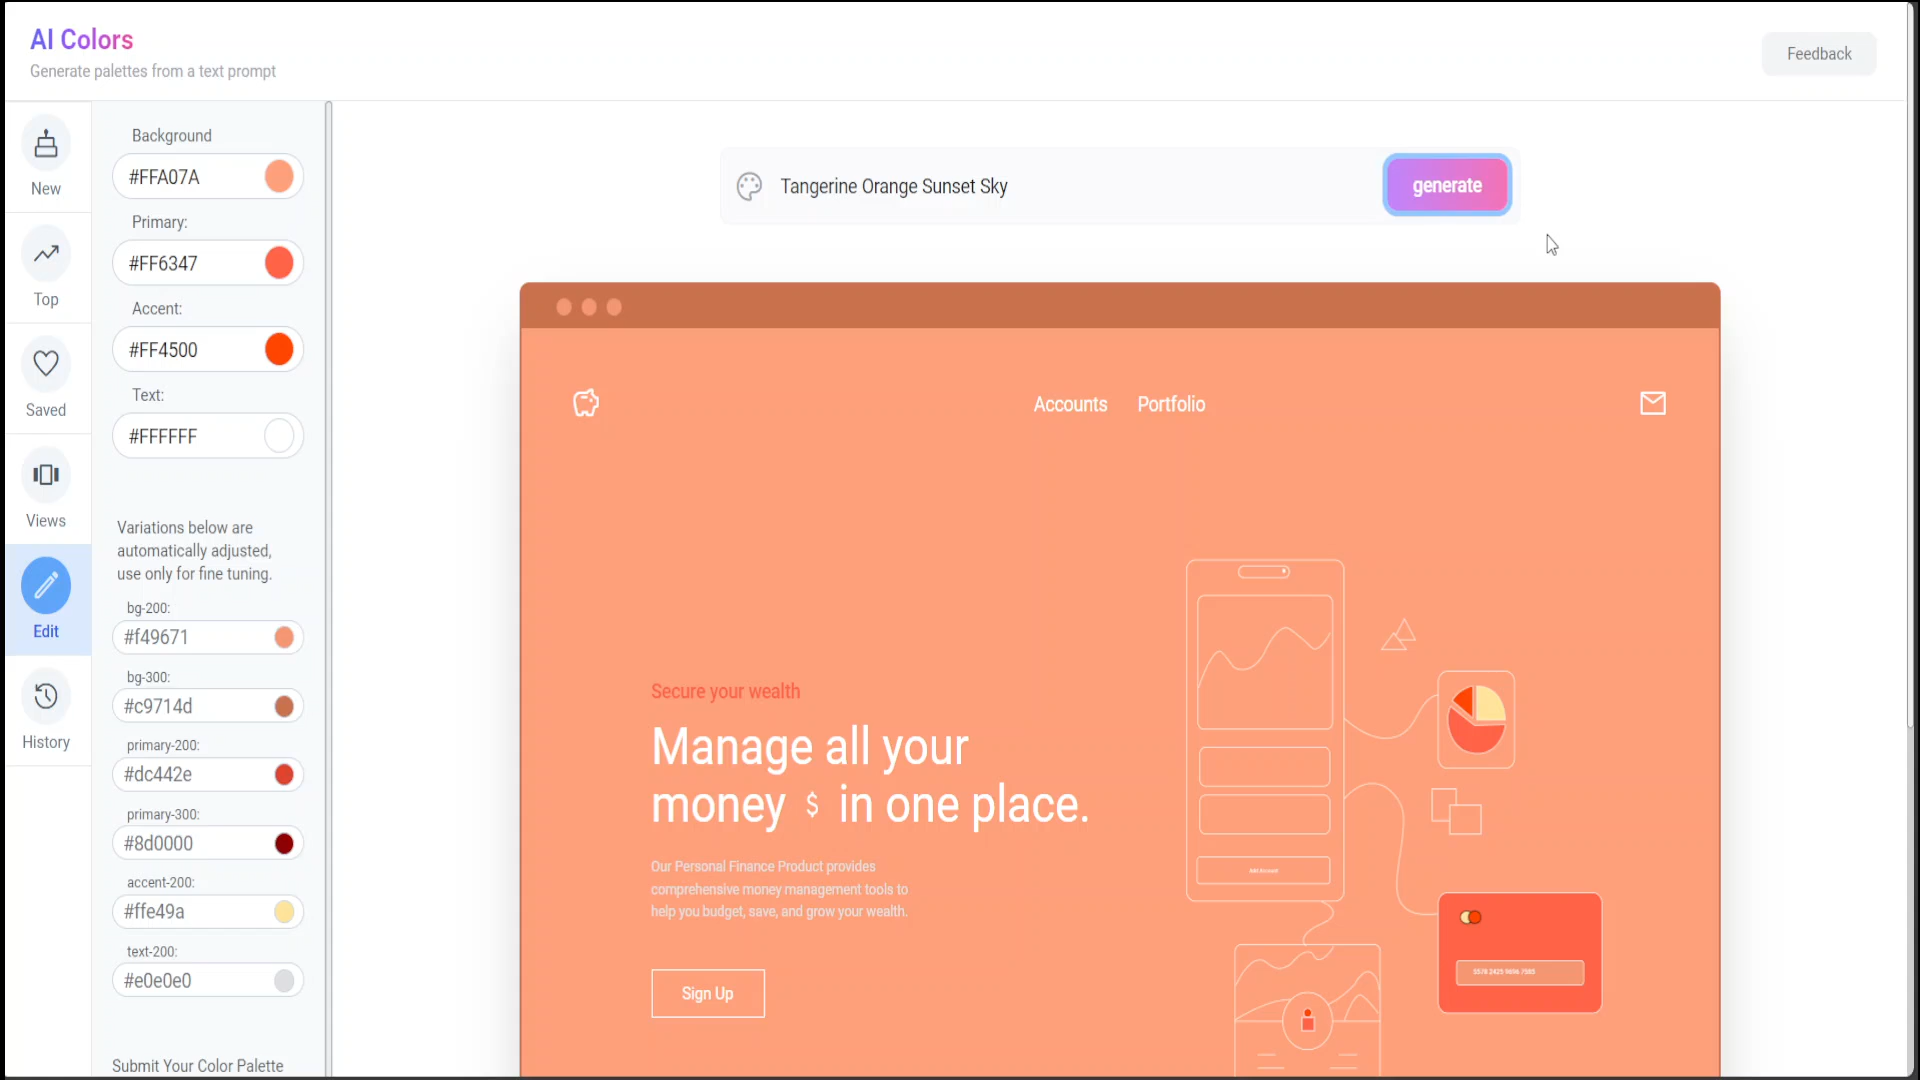 AI Colors
Generate palettes from a text prompt
Feedback
New
Top
Saved
Views
Edit
History
Background
#FFA07A
Primary:
#FF6347
Accent:
#FF4500
Text:
#FFFFFF
Variations below are
automatically adjusted,
use only for fine tuning.
bg-200:
#f49671
bg-300:
#c9714d
primary-200:
#dc442e
primary-300:
#8d0000
accent-200:
#ffe49a
text-200:
#e0e0e0
Submit Your Color Palette
Tangerine Orange Sunset Sky
generate
Accounts Portfolio
Secure your wealth
Manage all your
money $ in one place.
Our Personal Finance Product provides
comprehensive money management tools to
help you budget, save, and grow your wealth.
Sign Up
Add Account